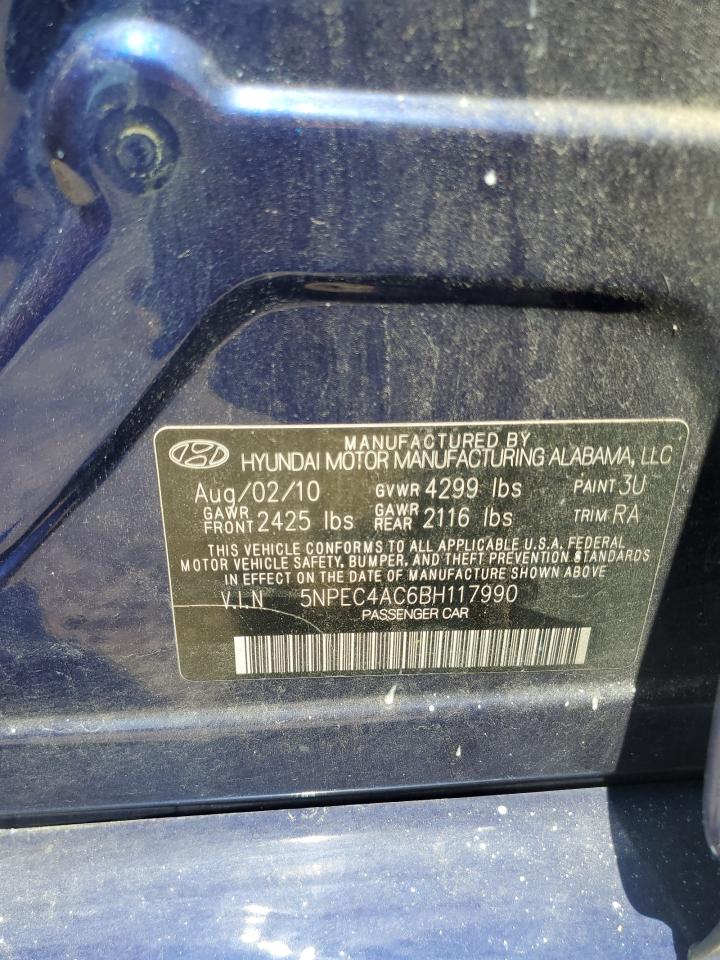 MANUFACTURED BY
HYUNDAI MOTOR MANUFACTURING ALABAMA, LLC
Aug/02/10 GVWR 4299 lbs PAINT 3U
GAWR FRONT 2425 lbs GAWR REAR 2116 lbs TRIM RA
THIS VEHICLE CONFORMS TO ALL APPLICABLE U.S.A. FEDERAL
MOTOR VEHICLE SAFETY, BUMPER, AND THEFT PREVENTION STANDARDS
IN EFFECT ON THE DATE OF MANUFACTURE SHOWN ABOVE
V.I.N 5NPEC4AC6BH117990
PASSENGER CAR